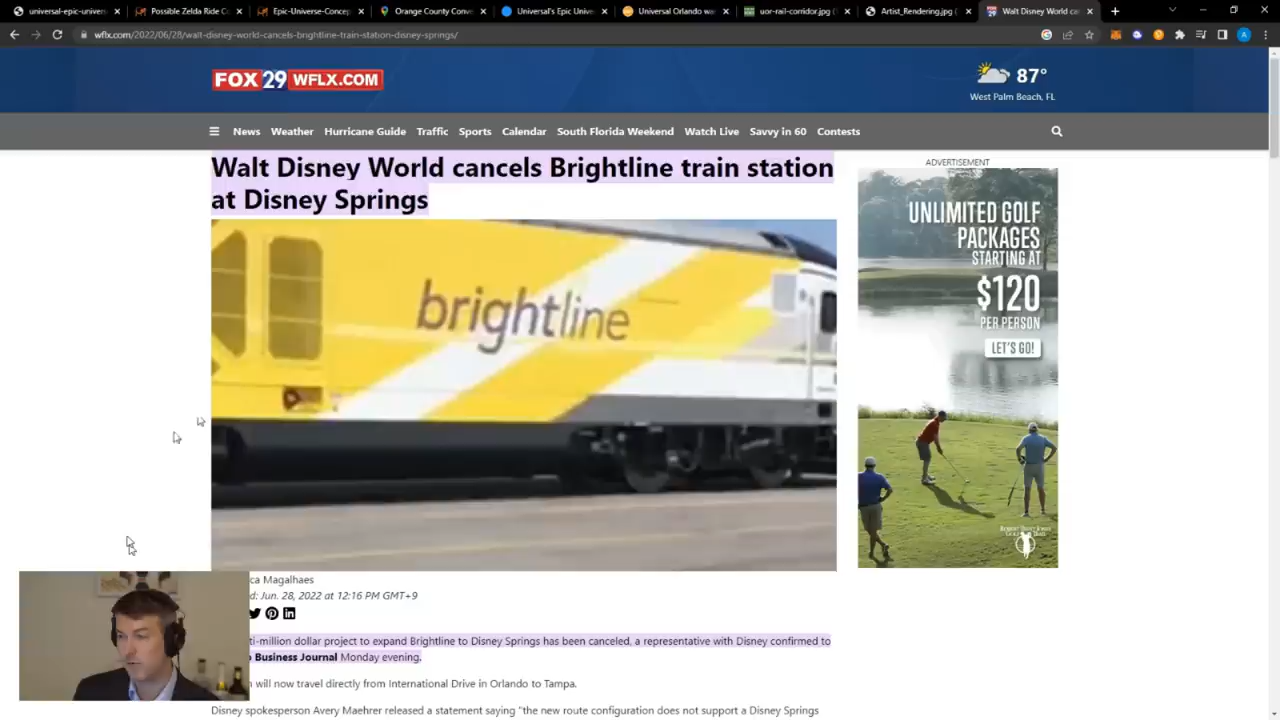 universal-epic-univers
Possible Zelda Ride C
Epic-Universe-Concep
Orange County Conv
Universal's Epic Unive
Universal Orlando wa
uor-rail-corridor.jpg (
Artist_Rendering.jpg (
Walt Disney World ca
wflx.com/2022/06/28/walt-disney-world-cancels-brightline-train-station-disney-springs/
FOX 29 WFLX.COM
87°
West Palm Beach, FL
News Weather Hurricane Guide Traffic Sports Calendar South Florida Weekend Watch Live Savvy in 60 Contests
Walt Disney World cancels Brightline train station
at Disney Springs
brightline
ADVERTISEMENT
UNLIMITED GOLF
PACKAGES
STARTING AT
$120
PER PERSON
LET'S GO!
ca Magalhaes
d: Jun. 28, 2022 at 12:16 PM GMT+9
ti-million dollar project to expand Brightline to Disney Springs has been canceled, a representative with Disney confirmed to
Business Journal Monday evening.
will now travel directly from International Drive in Orlando to Tampa.
Disney spokesperson Avery Maehrer released a statement saying "the new route configuration does not support a Disney Springs